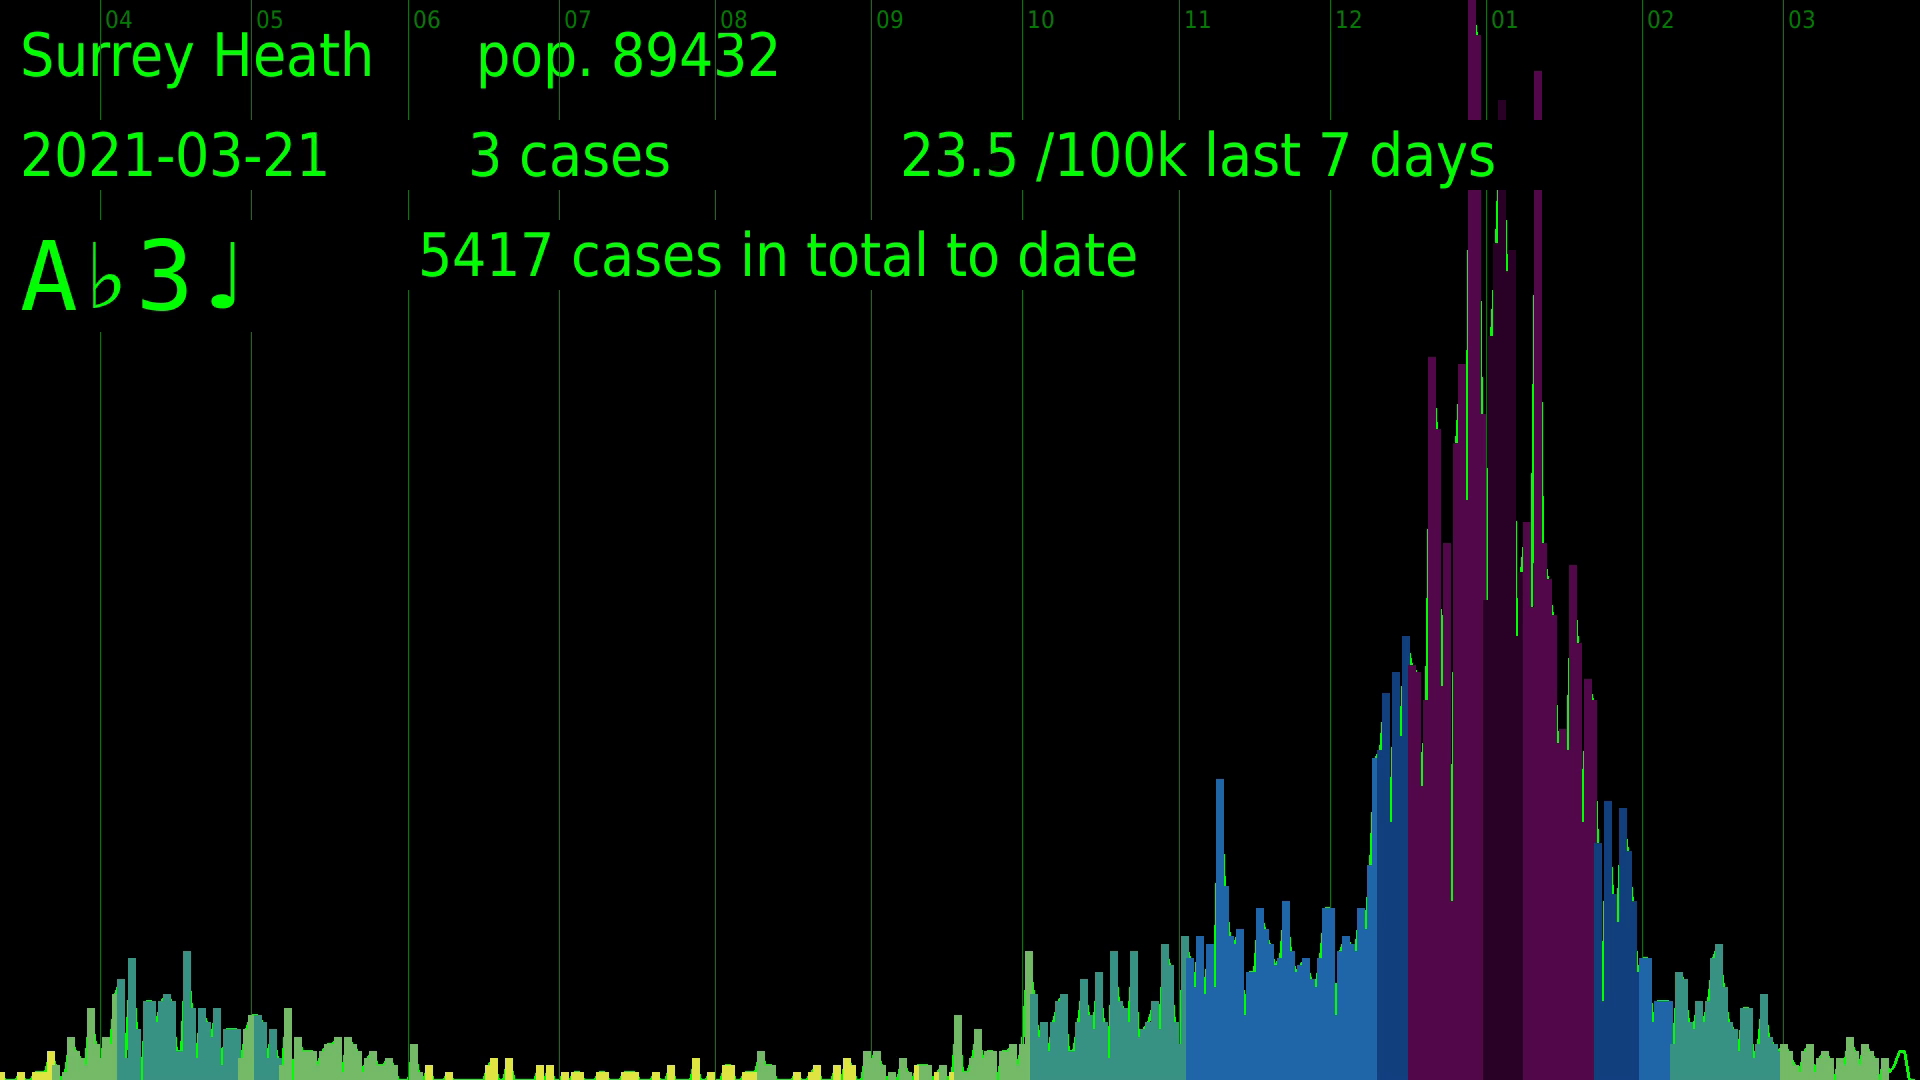 04 05 06 07 08 09 10 11 12 01 02 03
Surrey Heath pop. 89432
2021-03-21 3 cases 23.5 /100k last 7 days
A♭3♩ 5417 cases in total to date